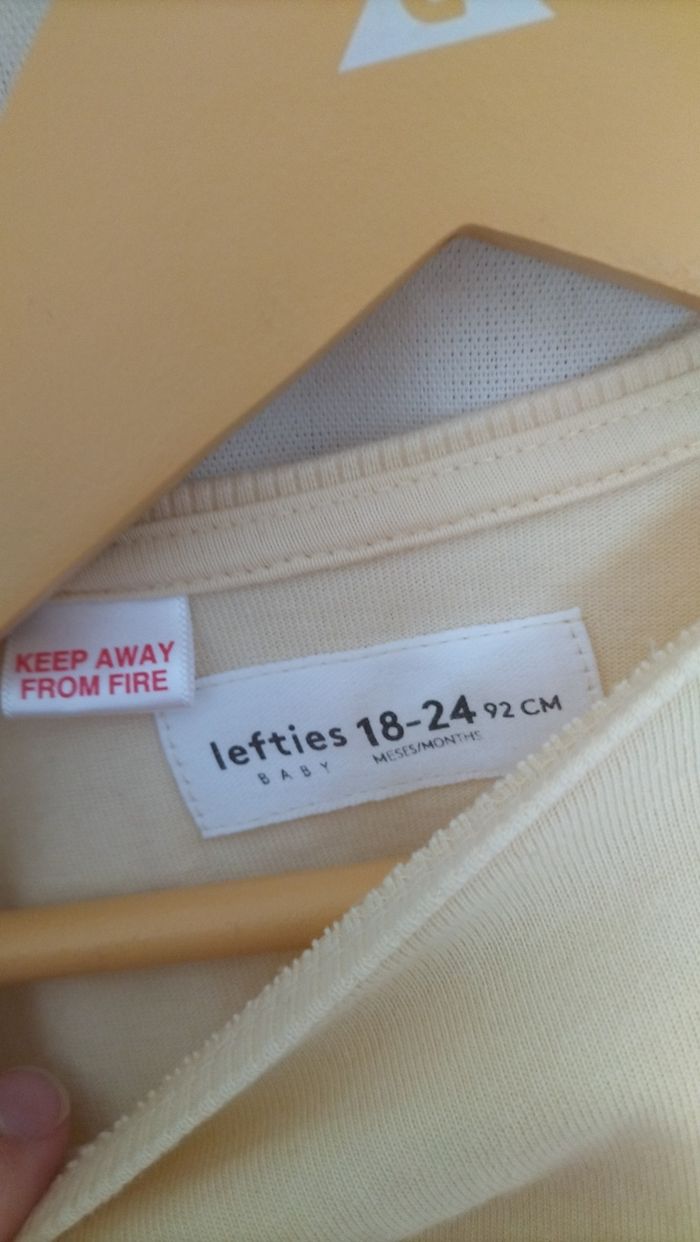 KEEP AWAY
FROM FIRE
lefties 18-24 92 CM
BABY MESES/MONTHS